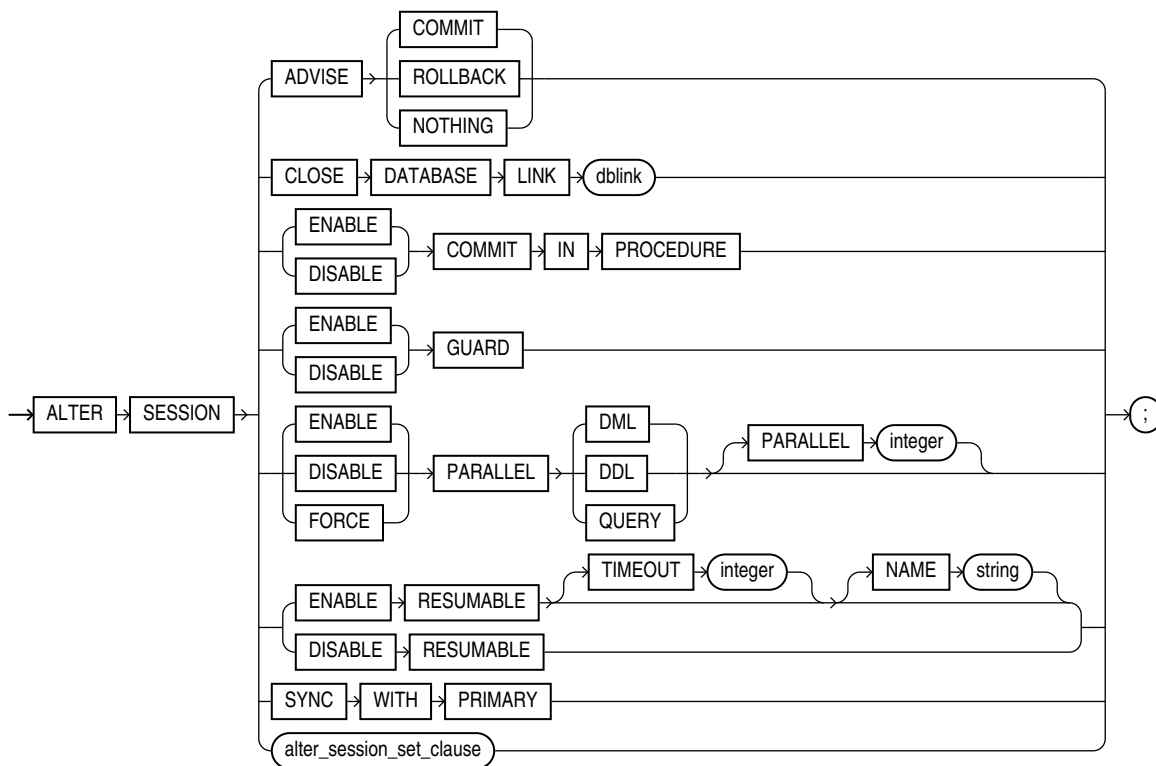 COMMIT
ADVISE ROLLBACK
NOTHING
CLOSE DATABASE LINK dblink
ENABLE
COMMIT IN PROCEDURE
DISABLE
ENABLE
GUARD
DISABLE
ALTER SESSION ;
ENABLE DML PARALLEL integer
DISABLE PARALLEL DDL
FORCE QUERY
TIMEOUT integer NAME string
ENABLE RESUMABLE
DISABLE RESUMABLE
SYNC WITH PRIMARY
alter_session_set_clause